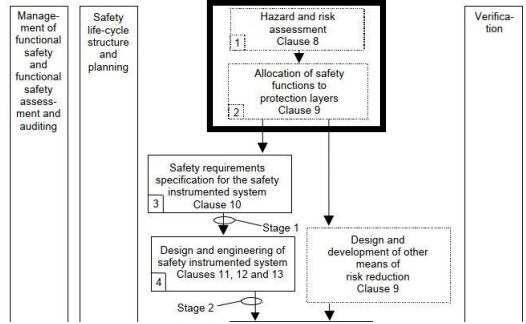 Manage-
ment of
functional
safety
and
functional
safety
assess-
ment and
auditing
Safety
life-cycle
structure
and
planning
Hazard and risk
assessment
Clause 8
1
Allocation of safety
functions to
protection layers
Clause 9
2
Safety requirements
specification for the safety
instrumented system
Clause 10
3
Stage 1
Design and engineering of
safety instrumented system
Clauses 11, 12 and 13
4
Design and
development of other
means of
risk reduction
Clause 9
Stage 2
Verifica-
tion